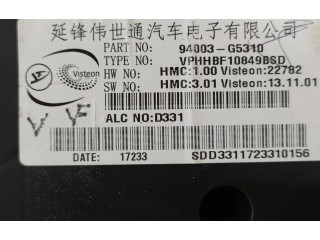 延锋伟世通汽车电子有限公司
Visteon
PART NO: 94003-G5310
TYPE NO: VPHHBF10849BSD
HW NO: HMC:1.00 Visteon:22782
SW NO: HMC:3.01 Visteon:13.11.01
ALC NO:D331
DATE: 17233 SDD3311723310156